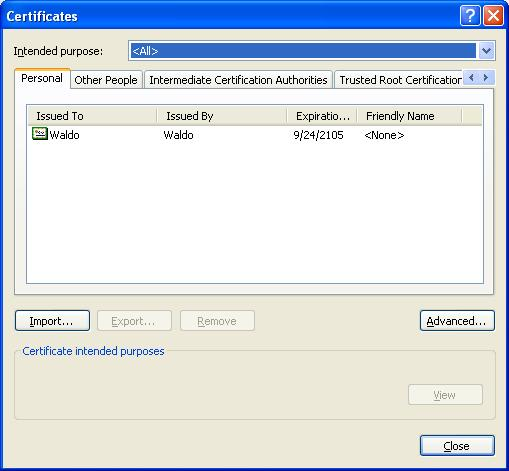 Certificates
Intended purpose: <All>
Personal Other People Intermediate Certification Authorities Trusted Root Certification
Issued To Issued By Expiratio... Friendly Name
Waldo Waldo 9/24/2105 <None>
Import... Export... Remove Advanced...
Certificate intended purposes
View
Close